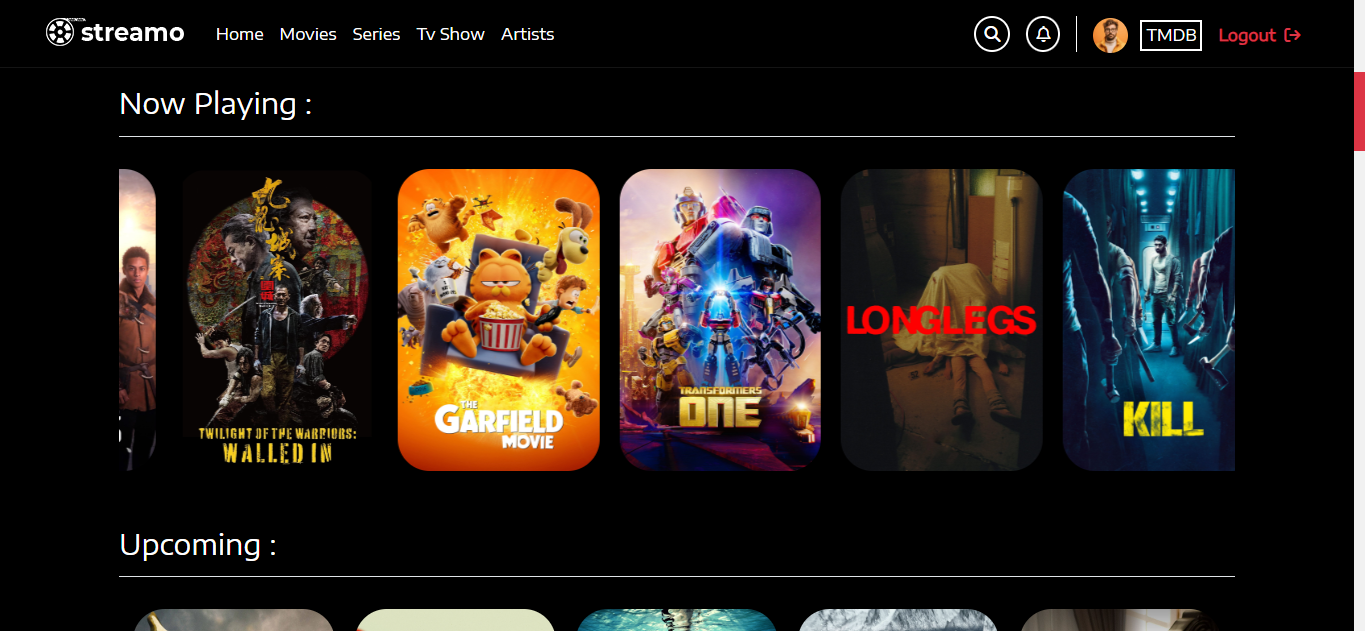 streamo Home Movies Series Tv Show Artists TMDB Logout
Now Playing :
九龍城寨
TWILIGHT OF THE WARRIORS:
WALLED IN
THE
GARFIELD
MOVIE
TRANSFORMERS
ONE
LONGLEGS
KILL
Upcoming :